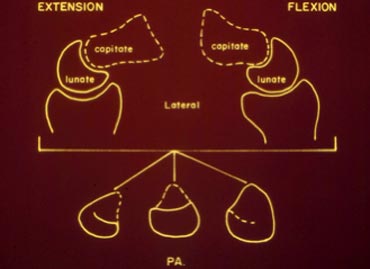 EXTENSION
FLEXION
capitate
capitate
lunate
lunate
Lateral
PA.